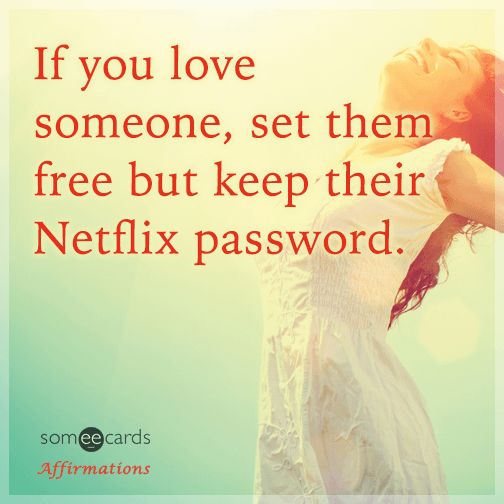 If you love
someone, set them
free but keep their
Netflix password.
someecards
Affirmations